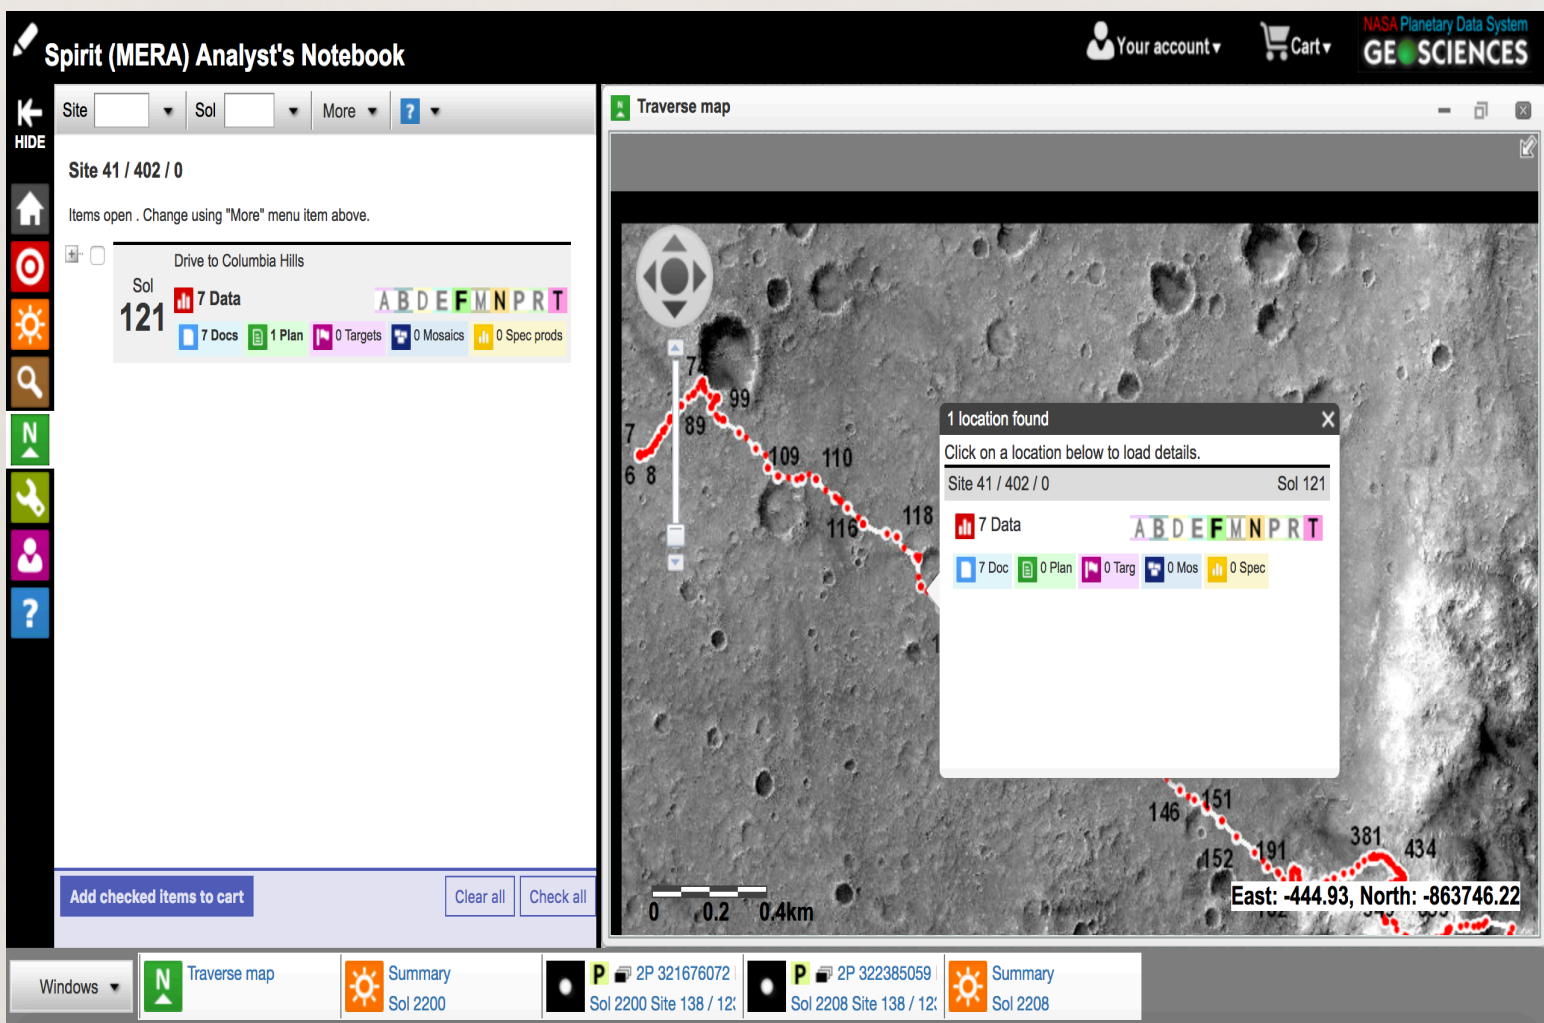 Spirit (MERA) Analyst's Notebook
Your account
Cart
NASA Planetary Data System
GEOSCIENCES
HIDE
Site
Sol
More
?
Site 41 / 402 / 0
Items open . Change using "More" menu item above.
Drive to Columbia Hills
Sol
121
7 Data
A B D E F M N P R T
7 Docs
1 Plan
0 Targets
0 Mosaics
0 Spec prods
N
?
Add checked items to cart
Clear all
Check all
N
Traverse map
74
99
7
89
6 8
109 110
116
118
1 location found
Click on a location below to load details.
Site 41 / 402 / 0 Sol 121
7 Data
A B D E F M N P R T
7 Doc
0 Plan
0 Targ
0 Mos
0 Spec
146
151
152
191
381
434
East: -444.93, North: -863746.22
0 0.2 0.4km
Windows
N
Traverse map
Summary
Sol 2200
P 2P 321676072
Sol 2200 Site 138 / 12
P 2P 322385059
Sol 2208 Site 138 / 12
Summary
Sol 2208